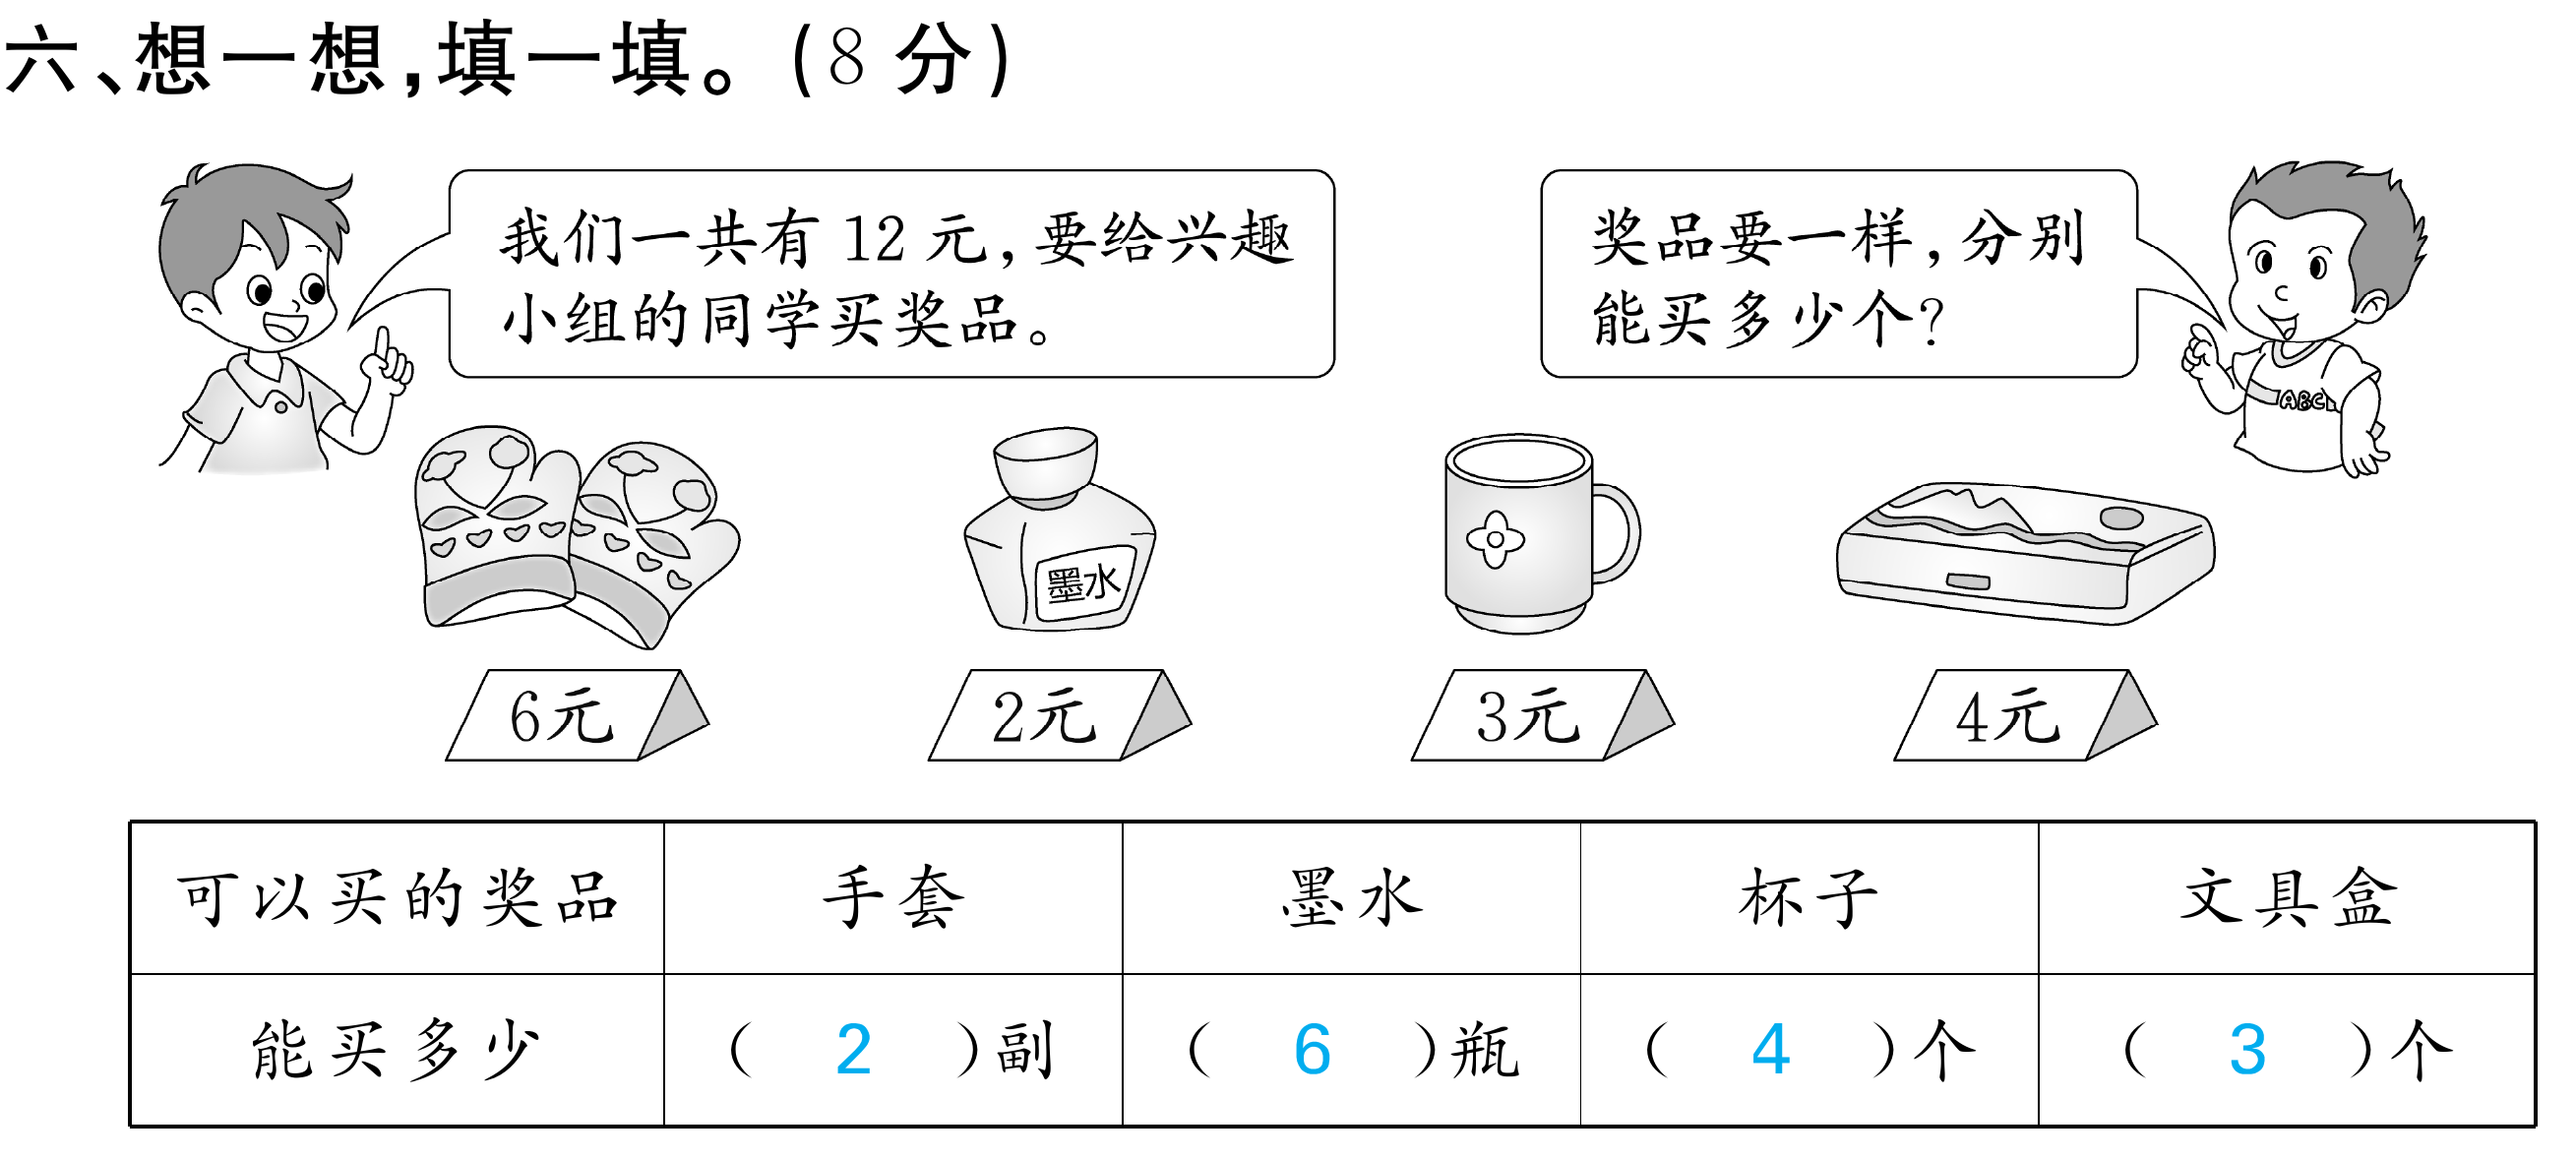 六、想一想,填一填。(8 分)
我们一共有 12 元,要给兴趣
小组的同学买奖品。
奖品要一样,分别
能买多少个?
ABC
墨水
6元 2元 3元 4元
可以买的奖品 手套 墨水 杯子 文具盒
能买多少 ( 2 )副 ( 6 )瓶 ( 4 )个 ( 3 )个